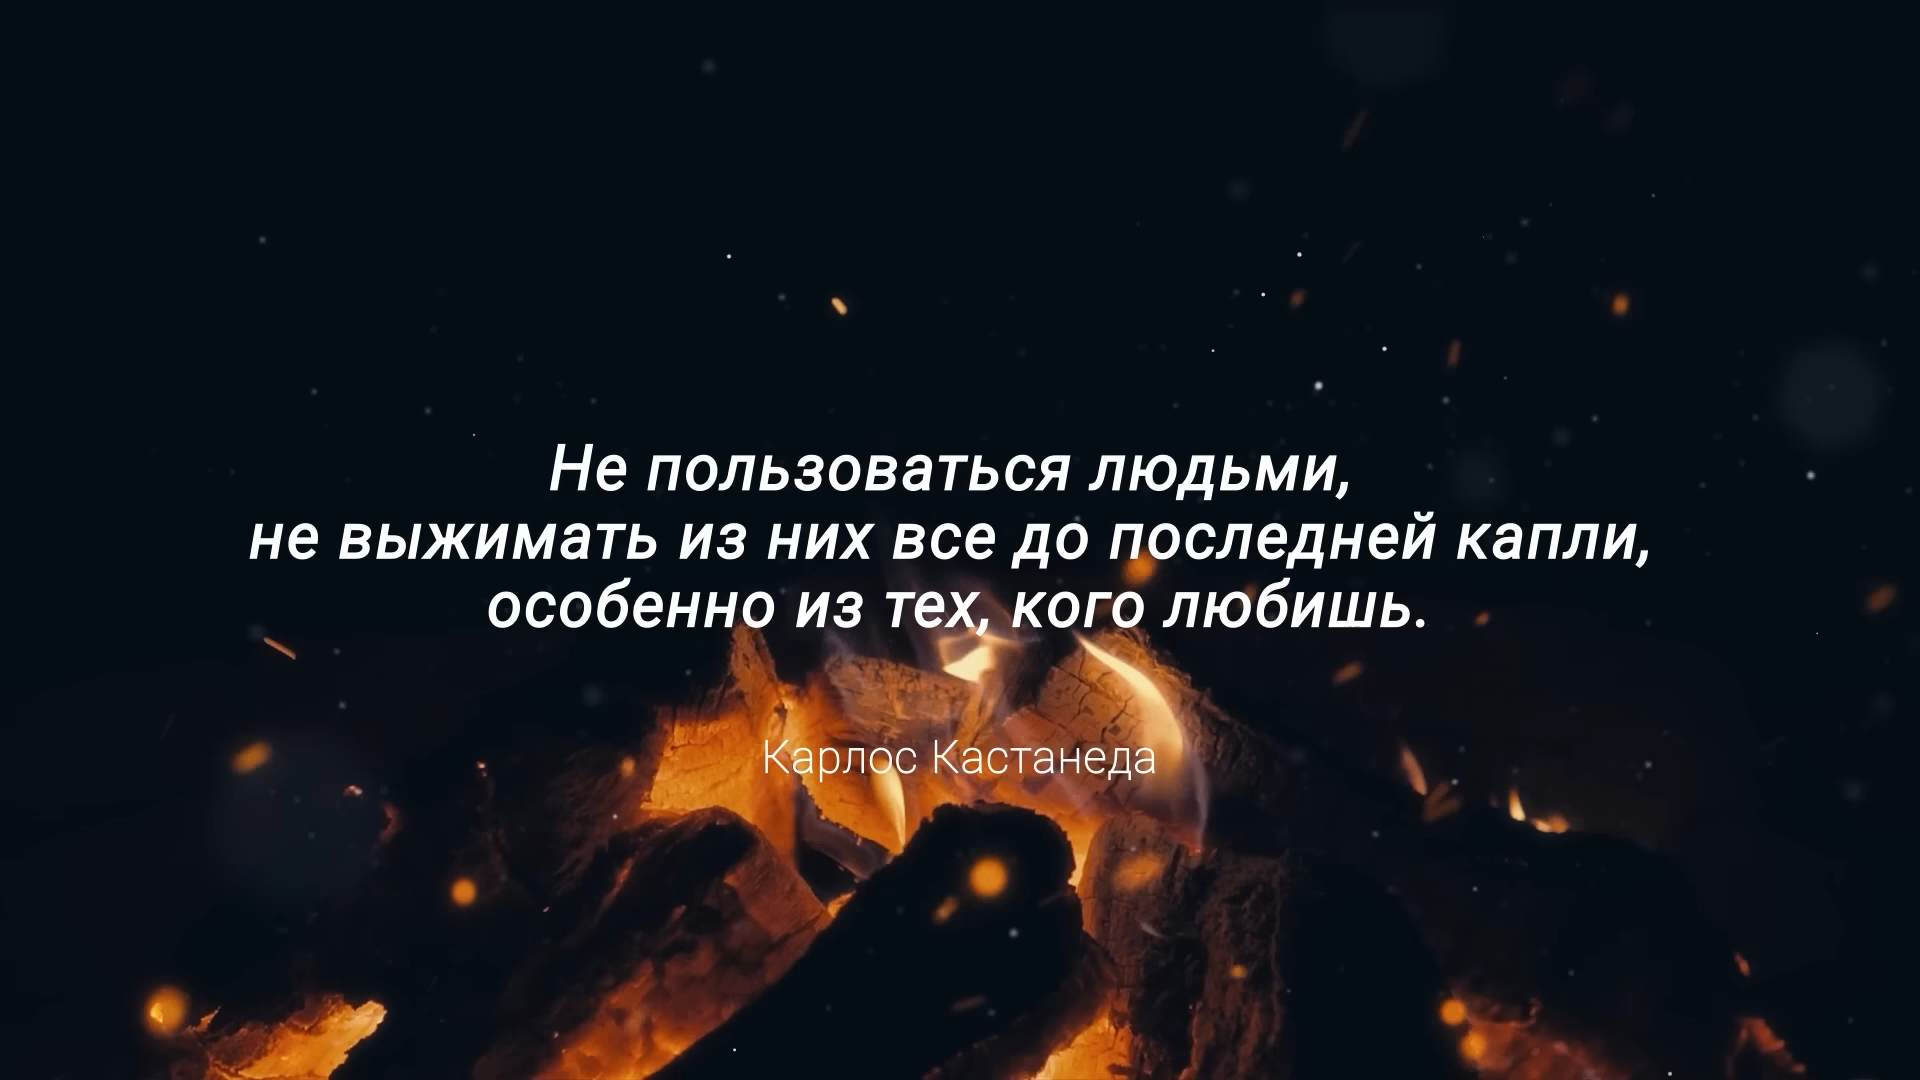 Не пользоваться людьми,
не выжимать из них все до последней капли,
особенно из тех, кого любишь.
Карлос Кастанеда